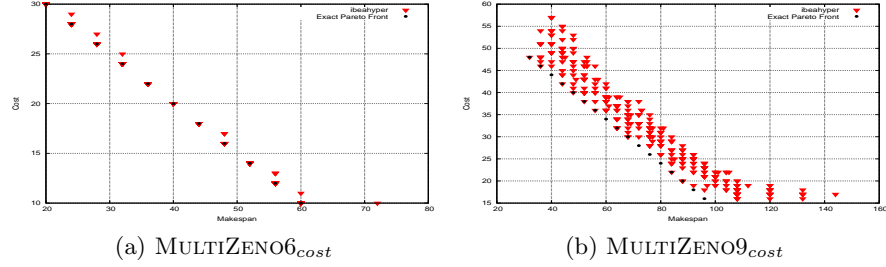 ibeahyper
Exact Pareto Front
30
25
20
15
10
Cost
20 30 40 50 60 70 80
Makespan
(a) MULTIZENO6cost
ibeahyper
Exact Pareto Front
60
55
50
45
40
35
30
25
20
15
Cost
40 60 80 100 120 140 160
Makespan
(b) MULTIZENO9cost